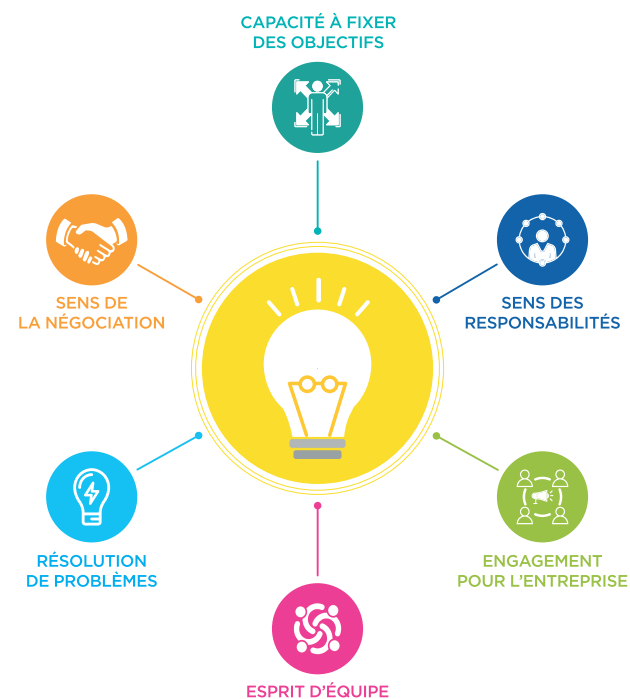 CAPACITÉ À FIXER
DES OBJECTIFS
SENS DE
LA NÉGOCIATION
SENS DES
RESPONSABILITÉS
RÉSOLUTION
DE PROBLÈMES
ENGAGEMENT
POUR L’ENTREPRISE
ESPRIT D’ÉQUIPE